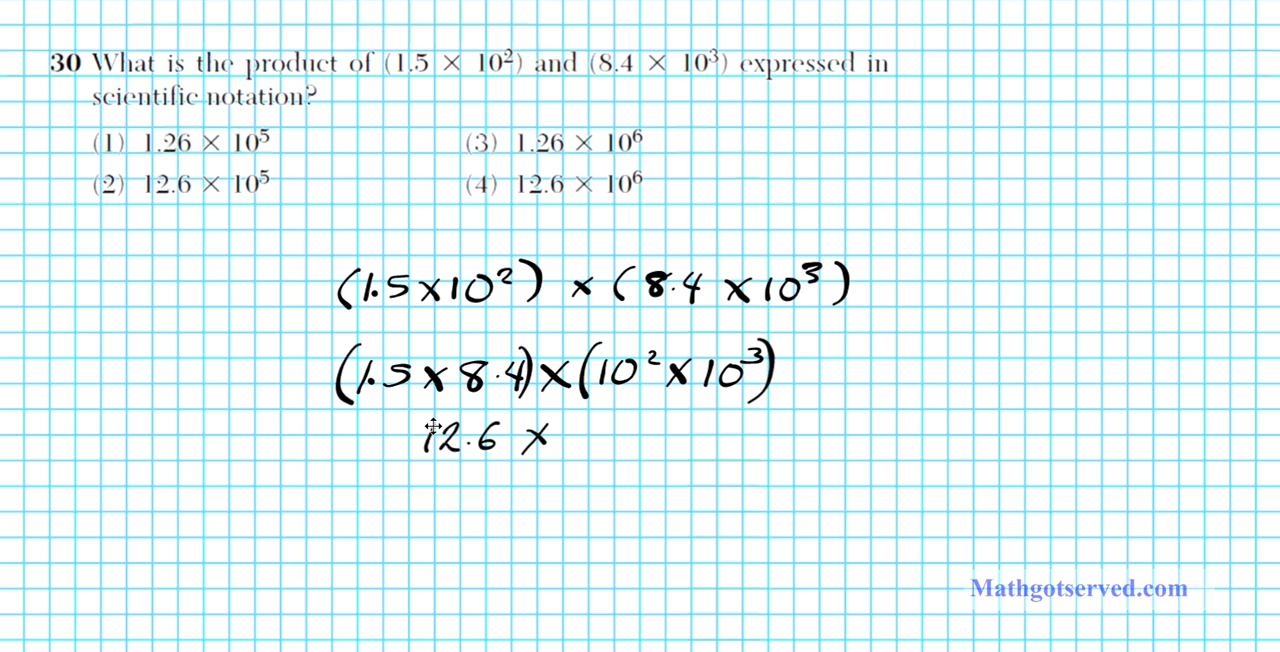 30 What is the product of (1.5 × 10²) and (8.4 × 10³) expressed in
scientific notation?
(1) 1.26 × 10⁵ (3) 1.26 × 10⁶
(2) 12.6 × 10⁵ (4) 12.6 × 10⁶
(1.5×10²) × (8.4 ×10³)
(1.5 × 8.4) × (10² × 10³)
12.6 ×
Mathgotserved.com